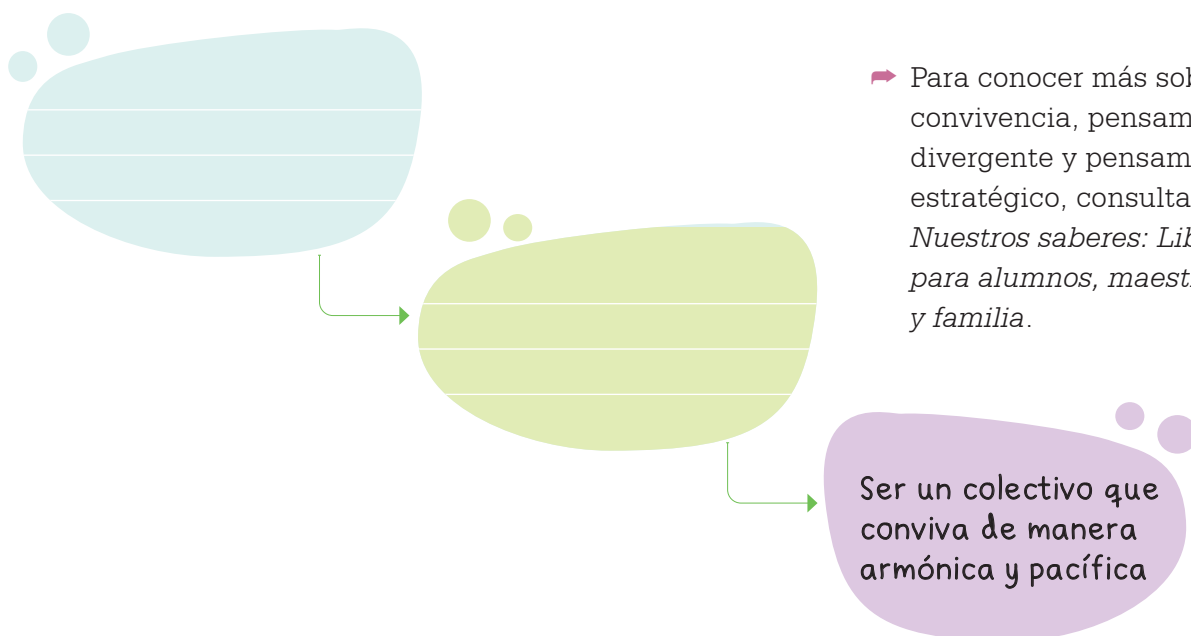 Para conocer más sob
convivencia, pensam
divergente y pensam
estratégico, consulta
Nuestros saberes: Lib
para alumnos, maest
y familia.
Ser un colectivo que
conviva de manera
armónica y pacífica